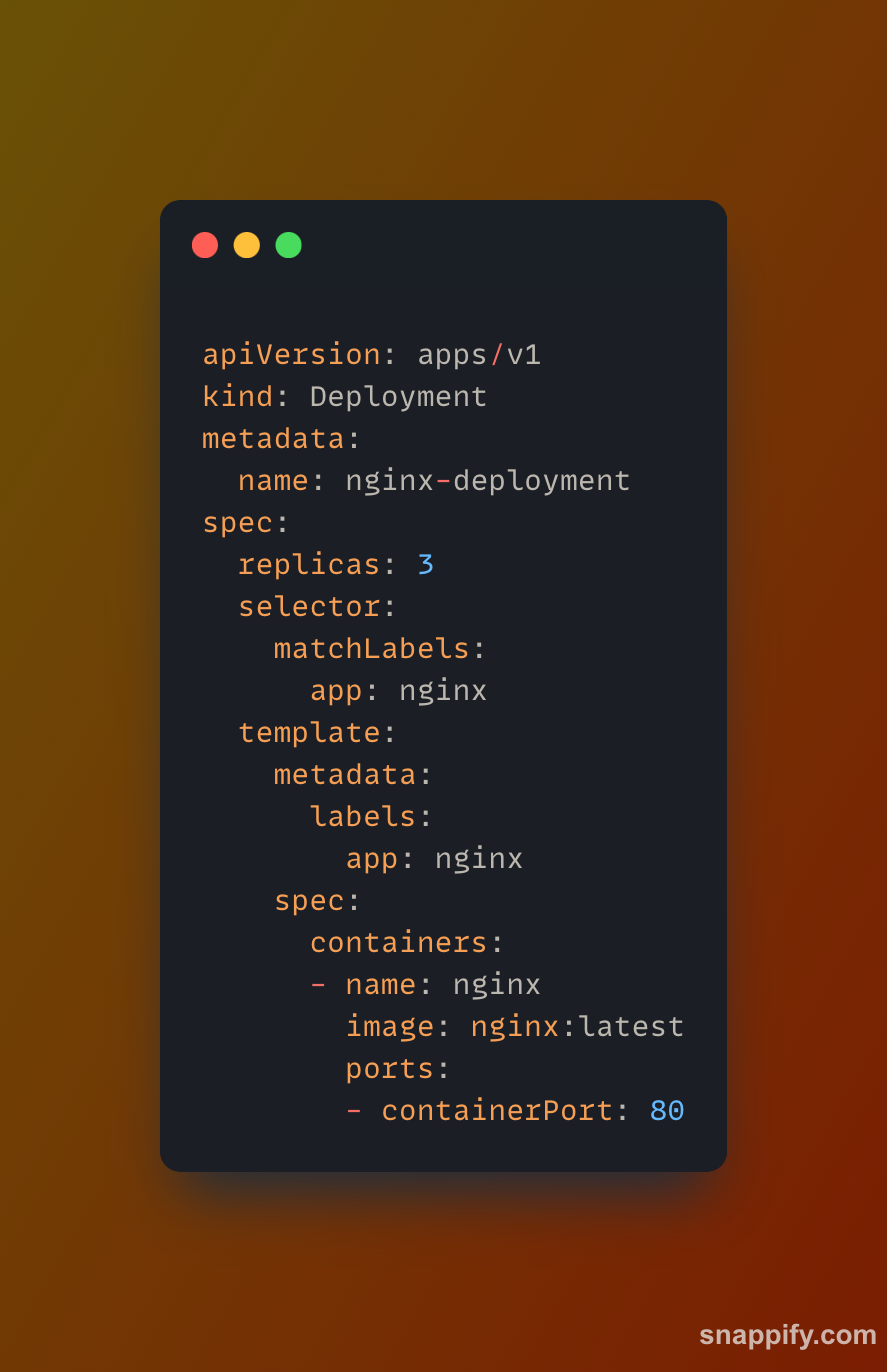 apiVersion: apps/v1
kind: Deployment
metadata:
  name: nginx-deployment
spec:
  replicas: 3
  selector:
    matchLabels:
      app: nginx
  template:
    metadata:
      labels:
        app: nginx
    spec:
      containers:
      - name: nginx
        image: nginx:latest
        ports:
        - containerPort: 80
snappify.com